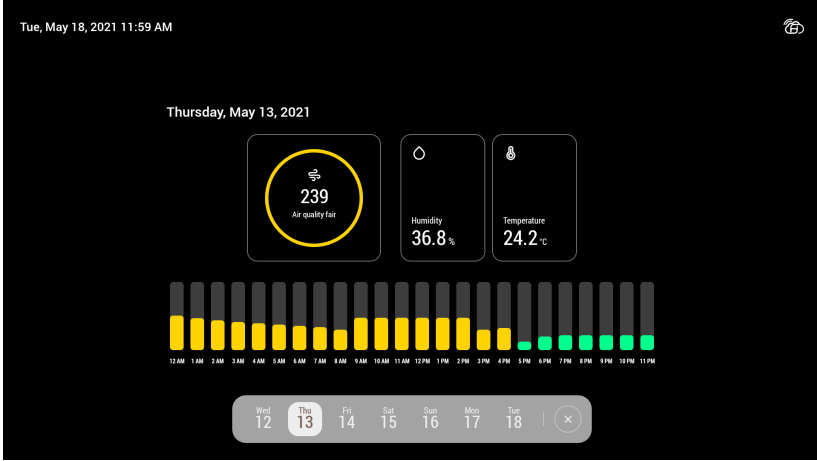 Tue, May 18, 2021 11:59 AM
Thursday, May 13, 2021
239
Air quality fair
Humidity
36.8 %
Temperature
24.2 °C
12 AM 1 AM 2 AM 3 AM 4 AM 5 AM 6 AM 7 AM 8 AM 9 AM 10 AM 11 AM 12 PM 1 PM 2 PM 3 PM 4 PM 5 PM 6 PM 7 PM 8 PM 9 PM 10 PM 11 PM
Wed Thu Fri Sat Sun Mon Tue
12 13 14 15 16 17 18